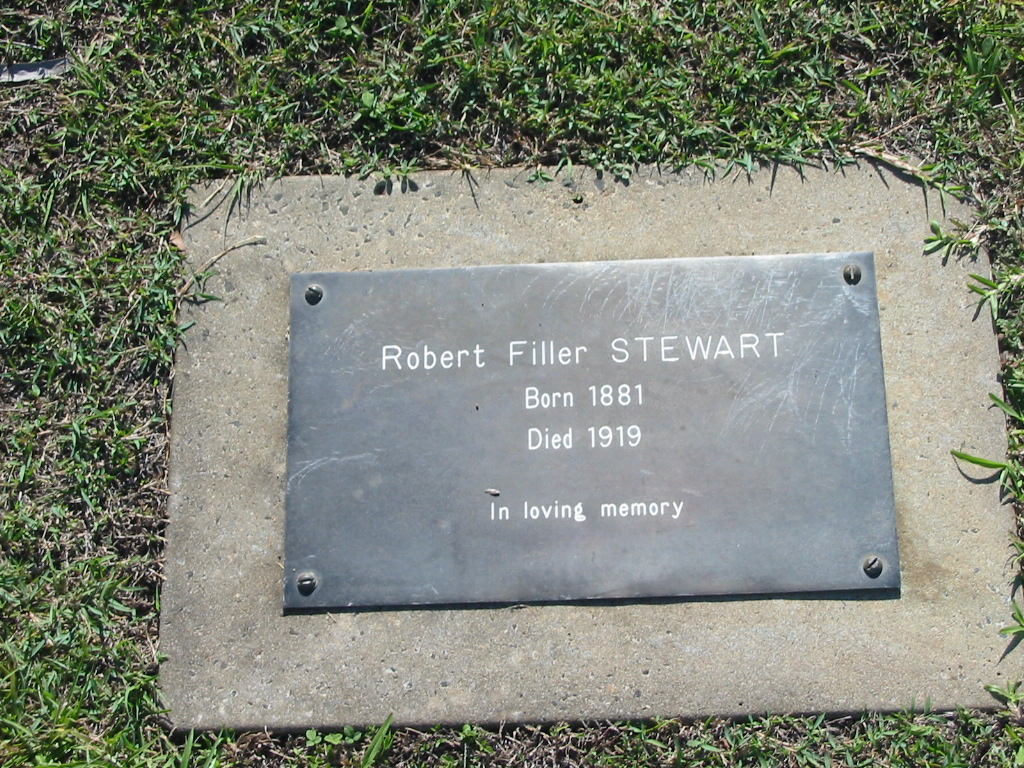 Robert Filler STEWART
Born 1881
Died 1919
In loving memory